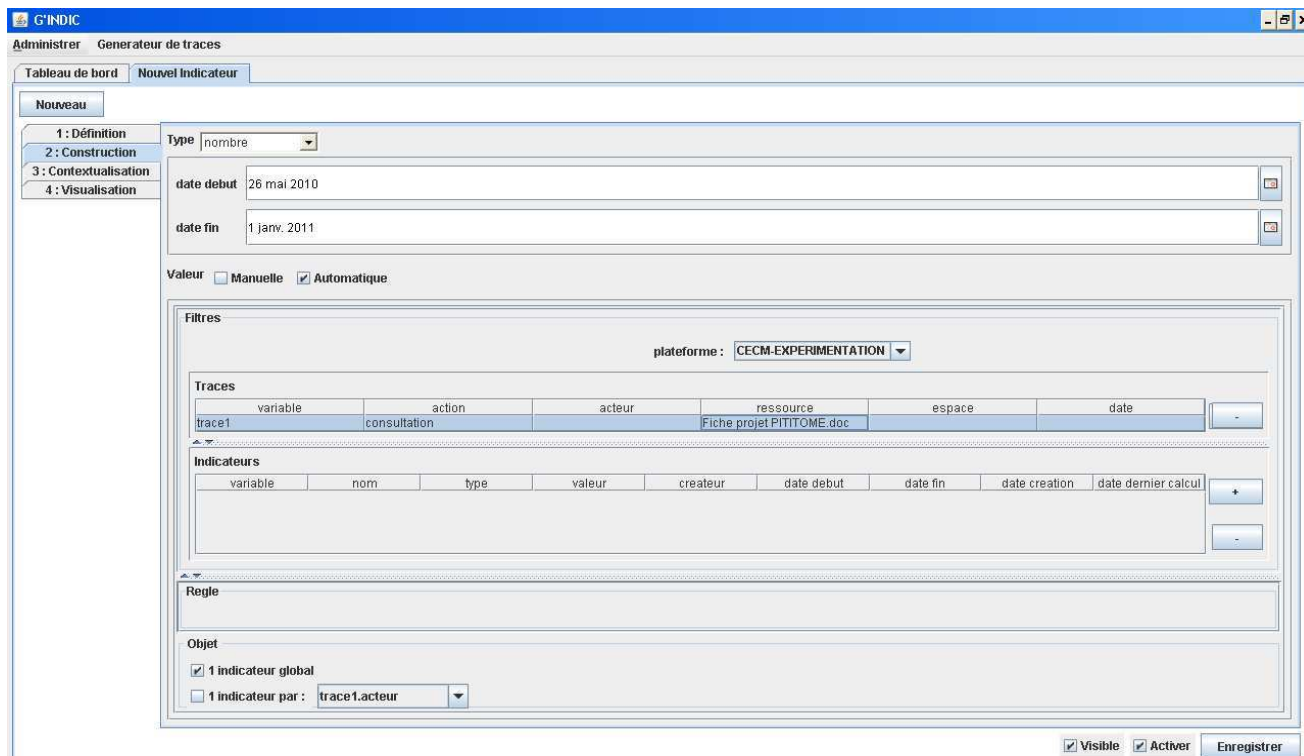 G'INDIC
Administrer Generateur de traces
Tableau de bord Nouvel Indicateur
Nouveau
1 : Définition
2 : Construction
3 : Contextualisation
4 : Visualisation
Type nombre
date debut 26 mai 2010
date fin 1 janv. 2011
Valeur Manuelle Automatique
Filtres
plateforme : CECM-EXPERIMENTATION
Traces
variable action acteur ressource espace date
trace1 consultation Fiche projet PITITOME.doc
-
Indicateurs
variable nom type valeur createur date debut date fin date creation date dernier calcul
+
-
Regle
Objet
1 indicateur global
1 indicateur par : trace1.acteur
Visible Activer Enregistrer